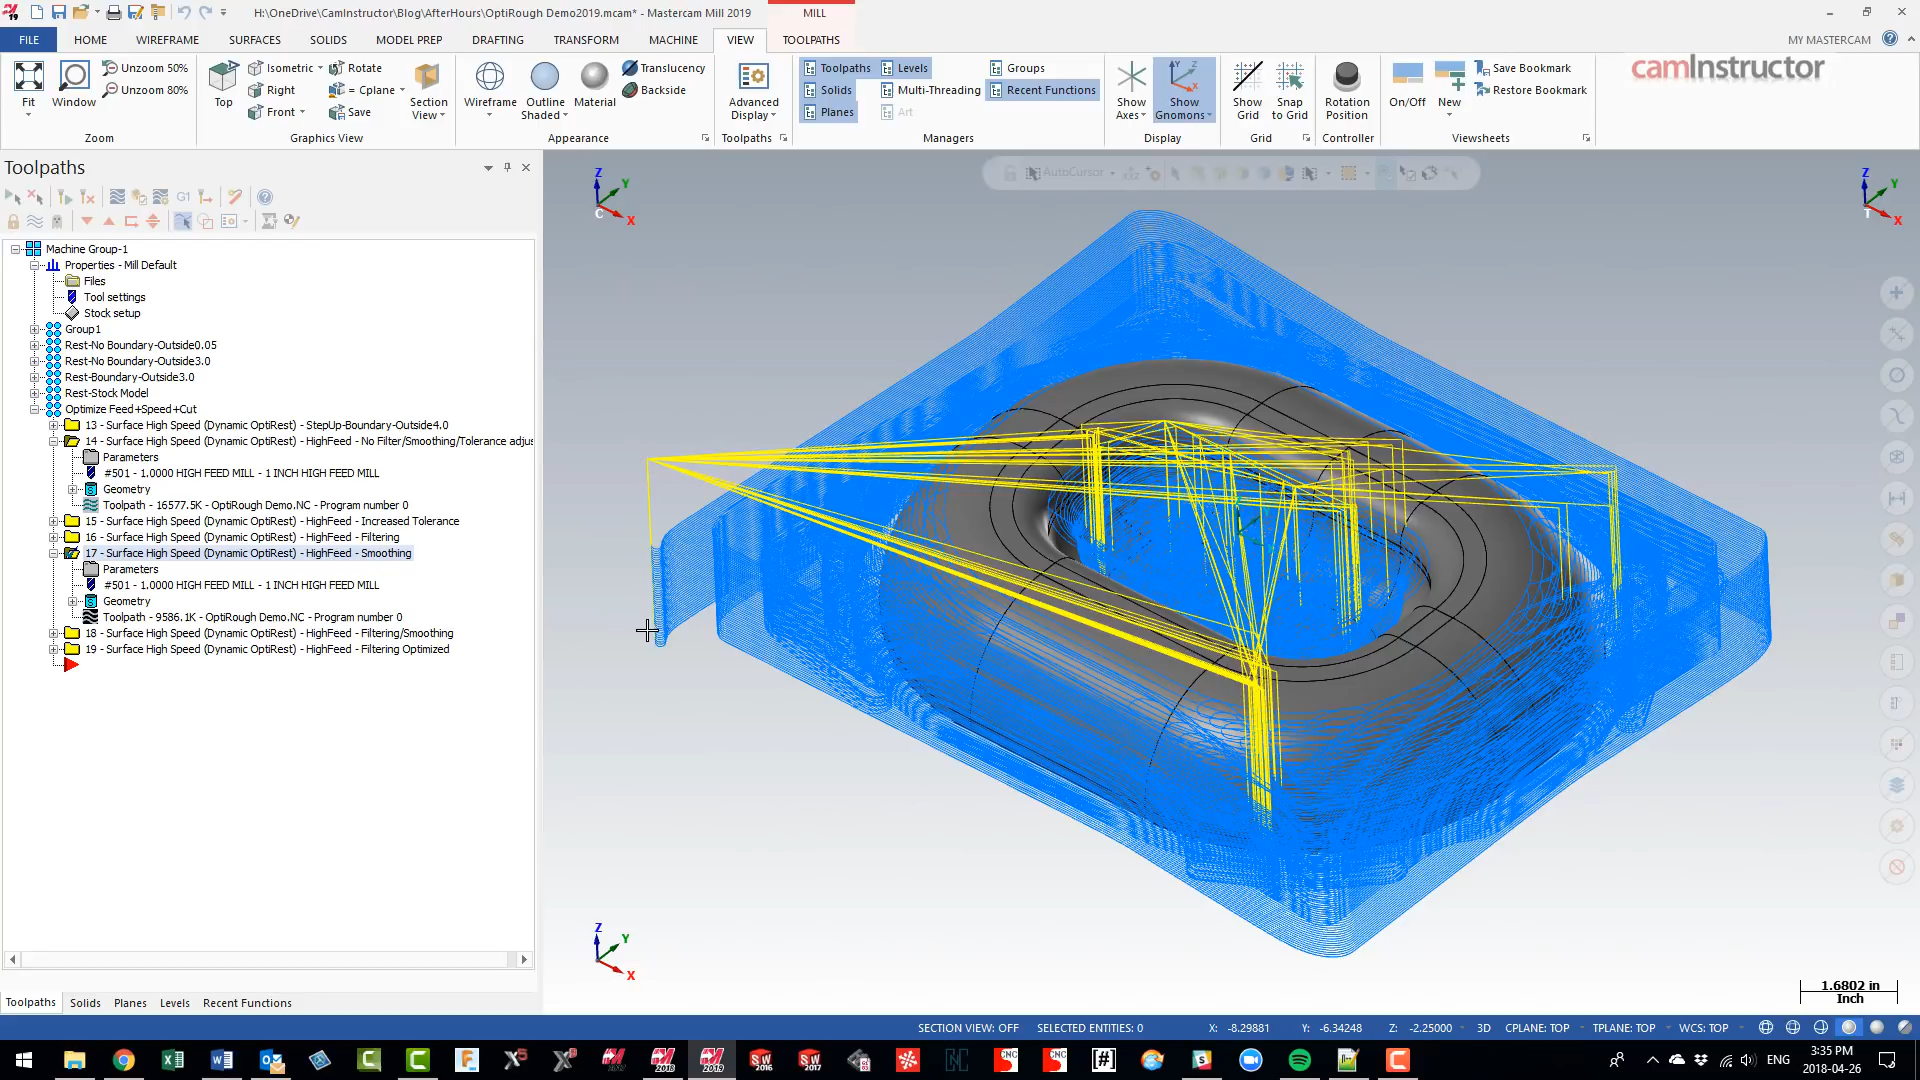 H:\OneDrive\CamInstructor\Blog\AfterHours\OptiRough Demo2019.mcam* - Mastercam Mill 2019
MILL
FILE HOME WIREFRAME SURFACES SOLIDS MODEL PREP DRAFTING TRANSFORM MACHINE VIEW TOOLPATHS MY MASTERCAM
Fit Window Unzoom 50% Unzoom 80%
Zoom
Top Isometric Right Front Rotate = Cplane Save Section View
Graphics View
Wireframe Outline Shaded Material Translucency Backside
Appearance
Advanced Display
Toolpaths
Toolpaths Solids Planes Levels Multi-Threading Art Groups Recent Functions
Managers
Show Axes Show Gnomons
Display
Show Grid Snap to Grid
Grid
Rotation Position
Controller
On/Off New Save Bookmark Restore Bookmark
Viewsheets
camInstructor
Toolpaths
AutoCursor
G1
Machine Group-1
Properties - Mill Default
Files
Tool settings
Stock setup
Group1
Rest-No Boundary-Outside0.05
Rest-No Boundary-Outside3.0
Rest-Boundary-Outside3.0
Rest-Stock Model
Optimize Feed+Speed+Cut
13 - Surface High Speed (Dynamic OptiRest) - StepUp-Boundary-Outside4.0
14 - Surface High Speed (Dynamic OptiRest) - HighFeed - No Filter/Smoothing/Tolerance adjus
Parameters
#501 - 1.0000 HIGH FEED MILL - 1 INCH HIGH FEED MILL
Geometry
Toolpath - 16577.5K - OptiRough Demo.NC - Program number 0
15 - Surface High Speed (Dynamic OptiRest) - HighFeed - Increased Tolerance
16 - Surface High Speed (Dynamic OptiRest) - HighFeed - Filtering
17 - Surface High Speed (Dynamic OptiRest) - HighFeed - Smoothing
Parameters
#501 - 1.0000 HIGH FEED MILL - 1 INCH HIGH FEED MILL
Geometry
Toolpath - 9586.1K - OptiRough Demo.NC - Program number 0
18 - Surface High Speed (Dynamic OptiRest) - HighFeed - Filtering/Smoothing
19 - Surface High Speed (Dynamic OptiRest) - HighFeed - Filtering Optimized
Z Y X C
Z Y X T
Z Y X
1.6802 in
Inch
Toolpaths Solids Planes Levels Recent Functions
SECTION VIEW: OFF SELECTED ENTITIES: 0 X: -8.29881 Y: -6.34248 Z: -2.25000 3D CPLANE: TOP TPLANE: TOP WCS: TOP
ENG
3:35 PM
2018-04-26